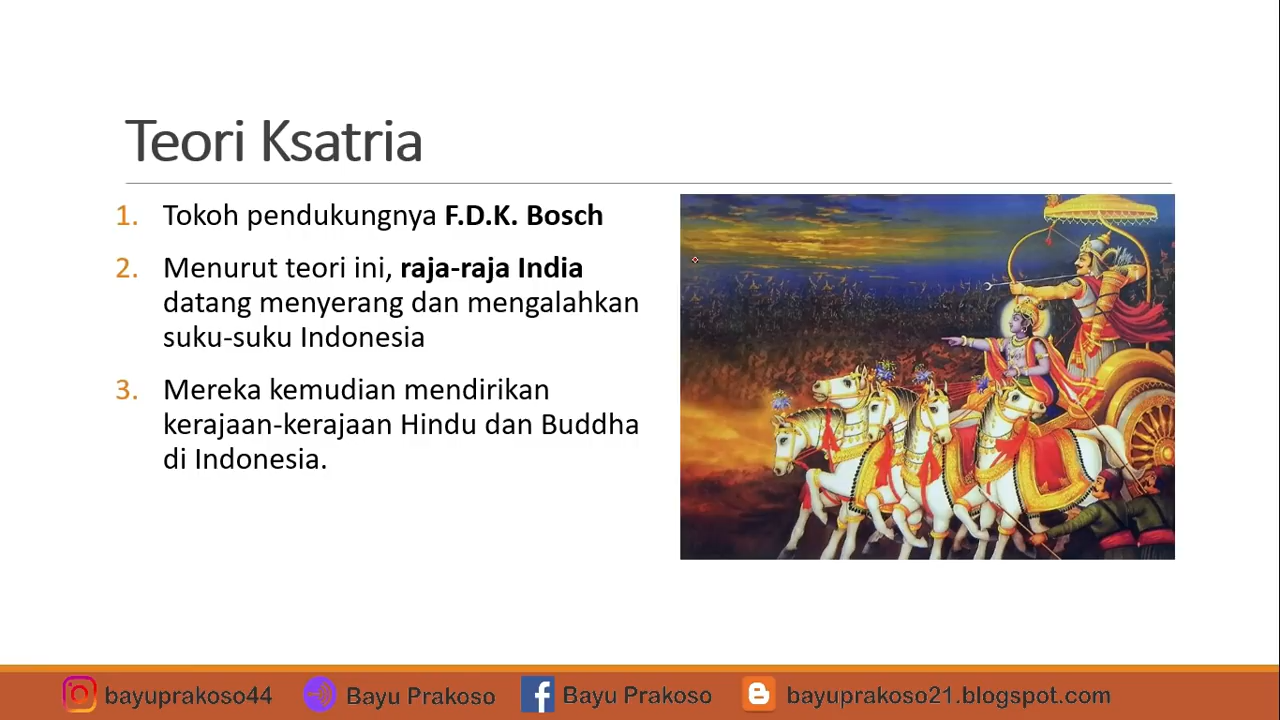 Teori Ksatria
1. Tokoh pendukungnya F.D.K. Bosch
2. Menurut teori ini, raja-raja India
datang menyerang dan mengalahkan
suku-suku Indonesia
3. Mereka kemudian mendirikan
kerajaan-kerajaan Hindu dan Buddha
di Indonesia.
bayuprakoso44 Bayu Prakoso Bayu Prakoso bayuprakoso21.blogspot.com